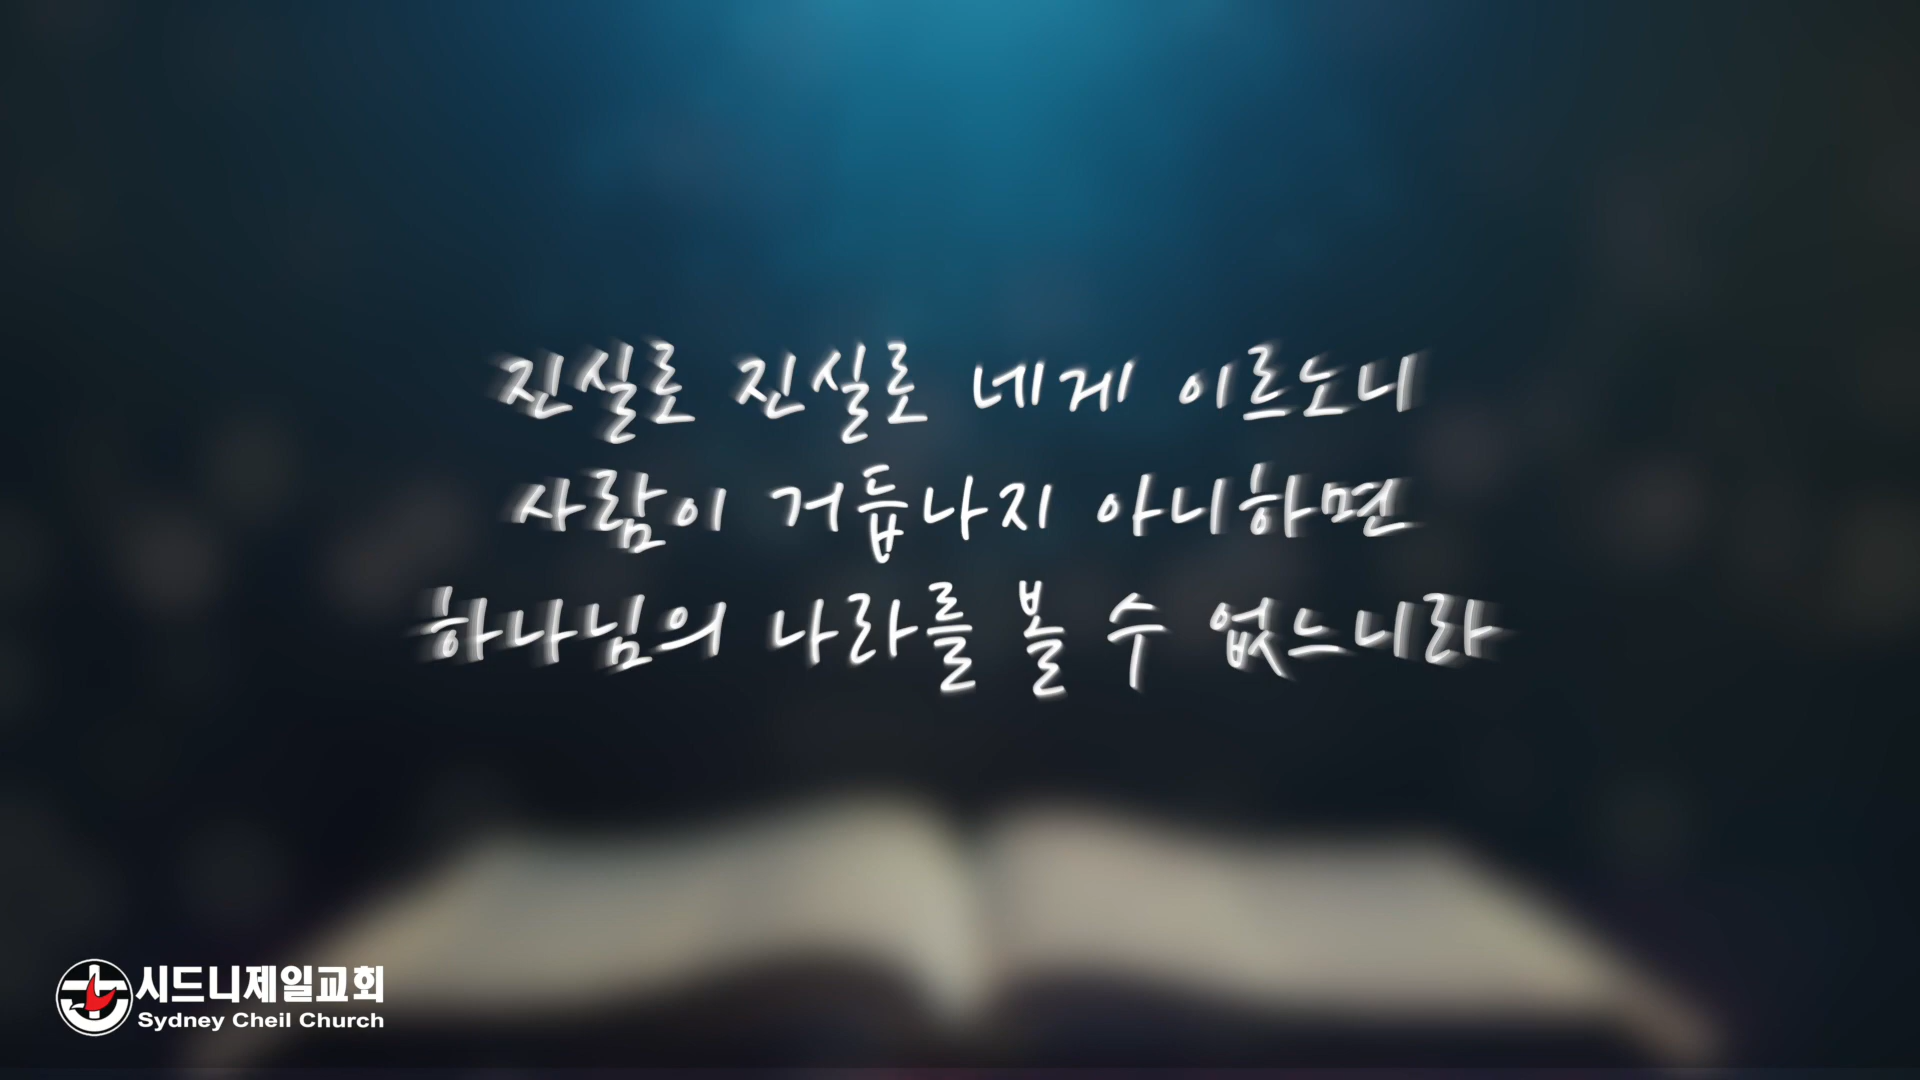 진실로 진실로 네게 이르노니
사람이 거듭나지 아니하면
하나님의 나라를 볼 수 없느니라
시드니제일교회
Sydney Cheil Church